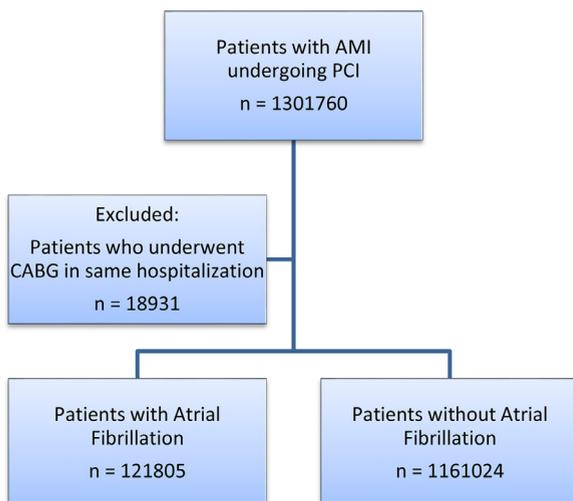 Patients with AMI
undergoing PCI
n = 1301760
Excluded:
Patients who underwent
CABG in same hospitalization
n = 18931
Patients with Atrial
Fibrillation
n = 121805
Patients without Atrial
Fibrillation
n = 1161024